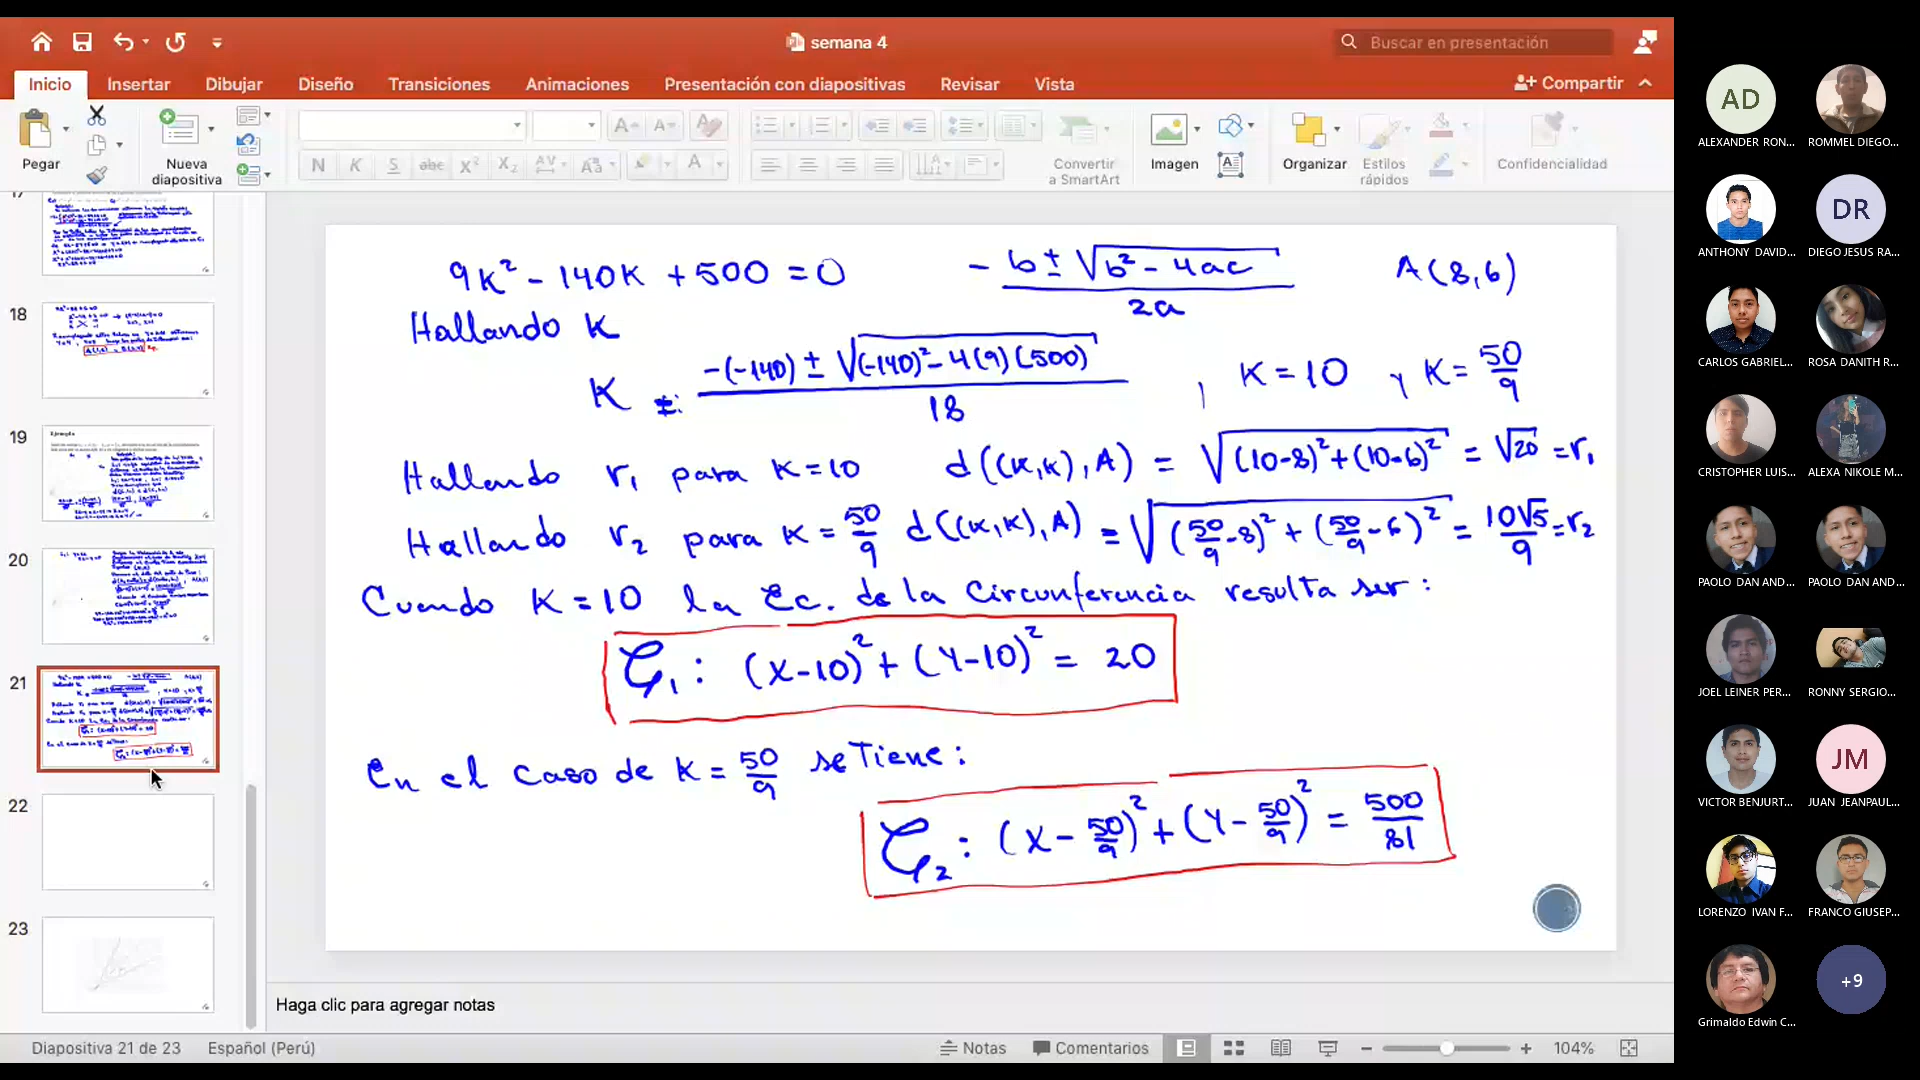 semana 4
Buscar en presentación
Inicio Insertar Dibujar Diseño Transiciones Animaciones Presentación con diapositivas Revisar Vista
Compartir
Pegar
Nueva diapositiva
N K S abc X² X₂ AV Aa A
Convertir a SmartArt
Imagen
Organizar
Estilos rápidos
Confidencialidad
17
18
19
Ejemplo
20
21
22
23
9K² - 140K + 500 = 0
-b ± √(b² - 4ac) / 2a
A(8,6)
Hallando K
K = -(-140) ± √((-140)² - 4(9)(500)) / 18 , K = 10 y K = 50/9
Hallando r₁ para K = 10 d((K,K),A) = √((10-8)² + (10-6)²) = √20 = r₁
Hallando r₂ para K = 50/9 d((K,K),A) = √((50/9-8)² + (50/9-6)²) = 10√5/9 = r₂
Cuando K = 10 la Ec. de la Circunferencia resulta ser:
C₁: (X-10)² + (Y-10)² = 20
En el caso de K = 50/9 se Tiene:
C₂: (X - 50/9)² + (Y - 50/9)² = 500/81
Haga clic para agregar notas
Diapositiva 21 de 23 Español (Perú)
Notas Comentarios 104%
AD
ALEXANDER RON...
ROMMEL DIEGO...
ANTHONY DAVID...
DR
DIEGO JESUS RA...
CARLOS GABRIEL...
ROSA DANITH R...
CRISTOPHER LUIS...
ALEXA NIKOLE M...
PAOLO DAN AND...
PAOLO DAN AND...
JOEL LEINER PER...
RONNY SERGIO...
VICTOR BENJURT...
JM
JUAN JEANPAUL...
LORENZO IVAN F...
FRANCO GIUSEP...
Grimaldo Edwin C...
+9